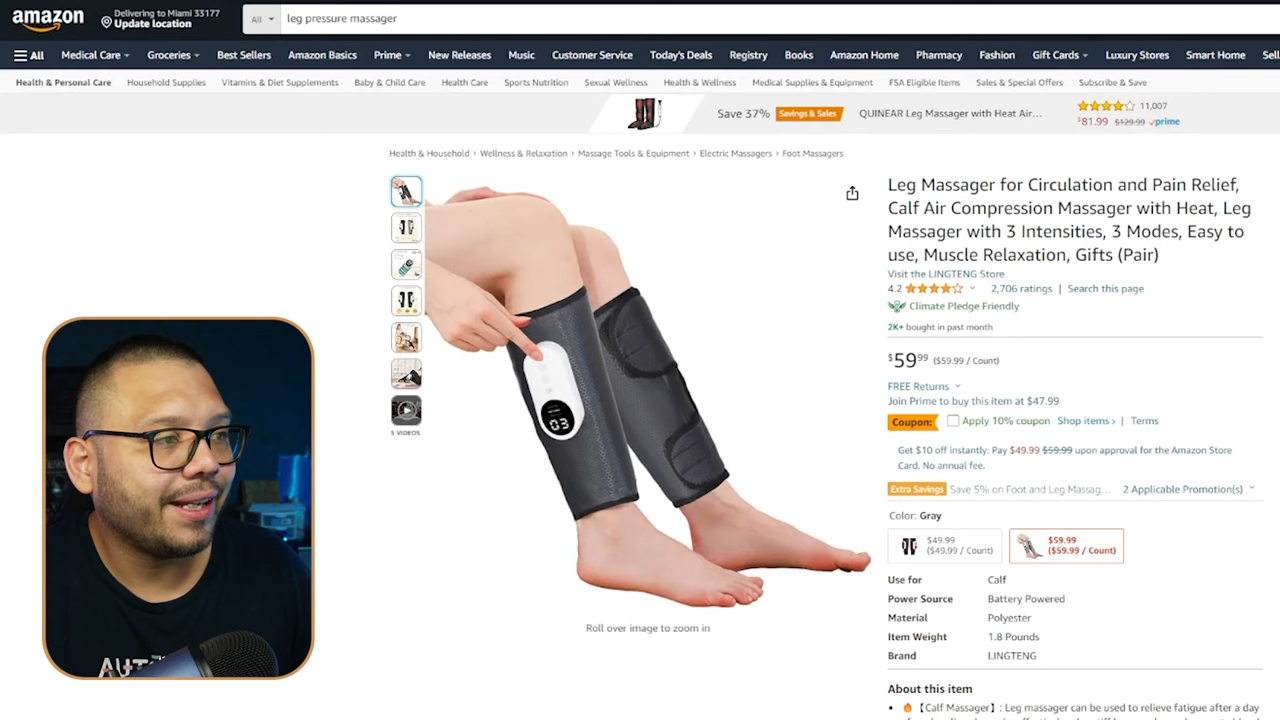 amazon
Delivering to Miami 33177
Update location
All
leg pressure massager
All
Medical Care
Groceries
Best Sellers
Amazon Basics
Prime
New Releases
Music
Customer Service
Today's Deals
Registry
Books
Amazon Home
Pharmacy
Fashion
Gift Cards
Luxury Stores
Smart Home
Sell
Health & Personal Care
Household Supplies
Vitamins & Diet Supplements
Baby & Child Care
Health Care
Sports Nutrition
Sexual Wellness
Health & Wellness
Medical Supplies & Equipment
FSA Eligible Items
Sales & Special Offers
Subscribe & Save
Save 37%
Savings & Sales
QUINEAR Leg Massager with Heat Air...
11,007
$81.99 $129.99 prime
Health & Household › Wellness & Relaxation › Massage Tools & Equipment › Electric Massagers › Foot Massagers
5 VIDEOS
03
Roll over image to zoom in
Leg Massager for Circulation and Pain Relief,
Calf Air Compression Massager with Heat, Leg
Massager with 3 Intensities, 3 Modes, Easy to
use, Muscle Relaxation, Gifts (Pair)
Visit the LINGTENG Store
4.2 2,706 ratings | Search this page
Climate Pledge Friendly
2K+ bought in past month
$59 99 ($59.99 / Count)
FREE Returns
Join Prime to buy this item at $47.99
Coupon: Apply 10% coupon Shop items › | Terms
Get $10 off instantly: Pay $49.99 $59.99 upon approval for the Amazon Store
Card. No annual fee.
Extra Savings Save 5% on Foot and Leg Massag... 2 Applicable Promotion(s)
Color: Gray
$49.99
($49.99 / Count)
$59.99
($59.99 / Count)
Use for Calf
Power Source Battery Powered
Material Polyester
Item Weight 1.8 Pounds
Brand LINGTENG
About this item
• 🔥【Calf Massager】: Leg massager can be used to relieve fatigue after a day